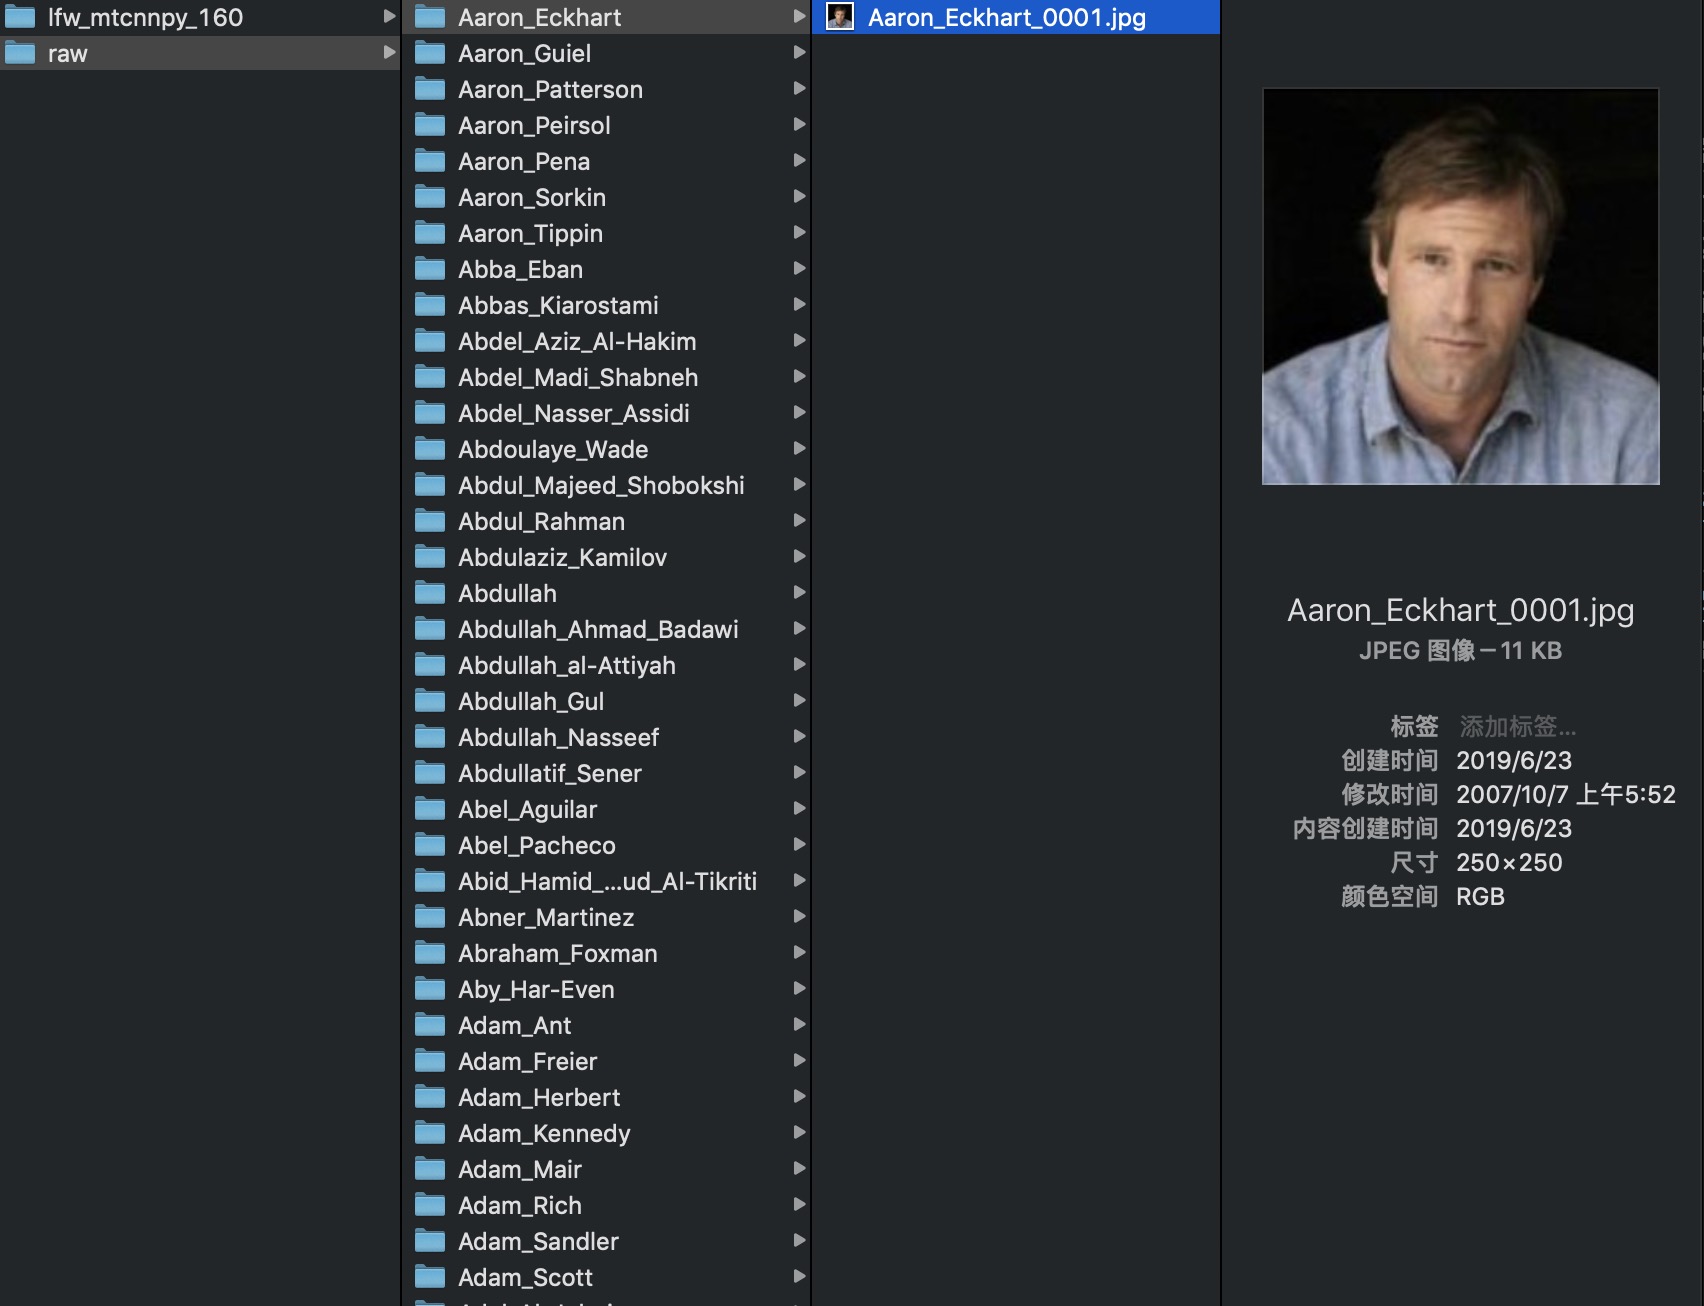 lfw_mtcnnpy_160
raw
Aaron_Eckhart
Aaron_Guiel
Aaron_Patterson
Aaron_Peirsol
Aaron_Pena
Aaron_Sorkin
Aaron_Tippin
Abba_Eban
Abbas_Kiarostami
Abdel_Aziz_Al-Hakim
Abdel_Madi_Shabneh
Abdel_Nasser_Assidi
Abdoulaye_Wade
Abdul_Majeed_Shobokshi
Abdul_Rahman
Abdulaziz_Kamilov
Abdullah
Abdullah_Ahmad_Badawi
Abdullah_al-Attiyah
Abdullah_Gul
Abdullah_Nasseef
Abdullatif_Sener
Abel_Aguilar
Abel_Pacheco
Abid_Hamid_...ud_Al-Tikriti
Abner_Martinez
Abraham_Foxman
Aby_Har-Even
Adam_Ant
Adam_Freier
Adam_Herbert
Adam_Kennedy
Adam_Mair
Adam_Rich
Adam_Sandler
Adam_Scott
Aaron_Eckhart_0001.jpg
Aaron_Eckhart_0001.jpg
JPEG 图像 – 11 KB
标签 添加标签...
创建时间 2019/6/23
修改时间 2007/10/7 上午5:52
内容创建时间 2019/6/23
尺寸 250×250
颜色空间 RGB